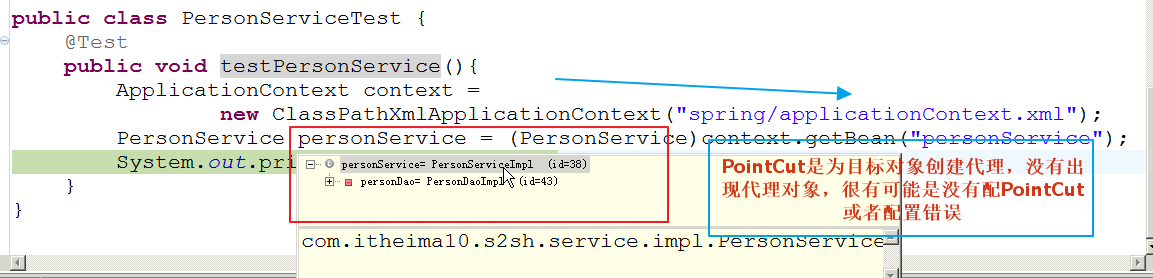 public class PersonServiceTest {
@Test
public void testPersonService(){
ApplicationContext context =
new ClassPathXmlApplicationContext("spring/applicationContext.xml");
PersonService personService = (PersonService)context.getBean("personService");
System.out.pri
personService= PersonServiceImpl (id=38)
personDao= PersonDaoImpl (id=43)
}
}
com.itheima10.s2sh.service.impl.PersonService
PointCut是为目标对象创建代理，没有出
现代理对象，很有可能是没有配PointCut
或者配置错误